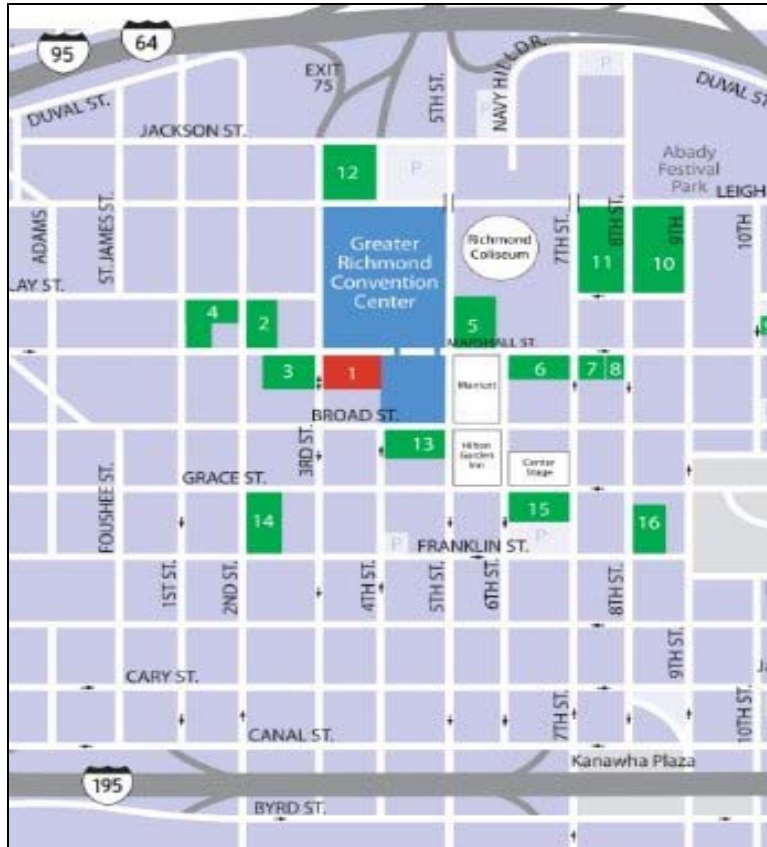 95
64
EXIT
75
5TH ST.
NAVY HILL DR.
P
P
DUVAL ST.
DUVAL ST.
JACKSON ST.
12
P
Abady
Festival
Park
LEIGH
ADAMS
ST. JAMES ST.
Greater
Richmond
Convention
Center
Richmond
Coliseum
7TH ST.
8TH ST.
11
9TH
10
10TH
LAY ST.
4
2
5
MARSHALL ST.
3
1
Marriott
6
7
8
BROAD ST.
3RD ST.
13
Hilton
Garden
Inn
Center
Stage
GRACE ST.
FOUSHEE ST.
14
15
P
16
P
FRANKLIN ST.
1ST ST.
2ND ST.
4TH ST.
5TH ST.
6TH ST.
8TH ST.
9TH ST.
CARY ST.
7TH ST.
10TH ST.
CANAL ST.
Kanawha Plaza
195
BYRD ST.